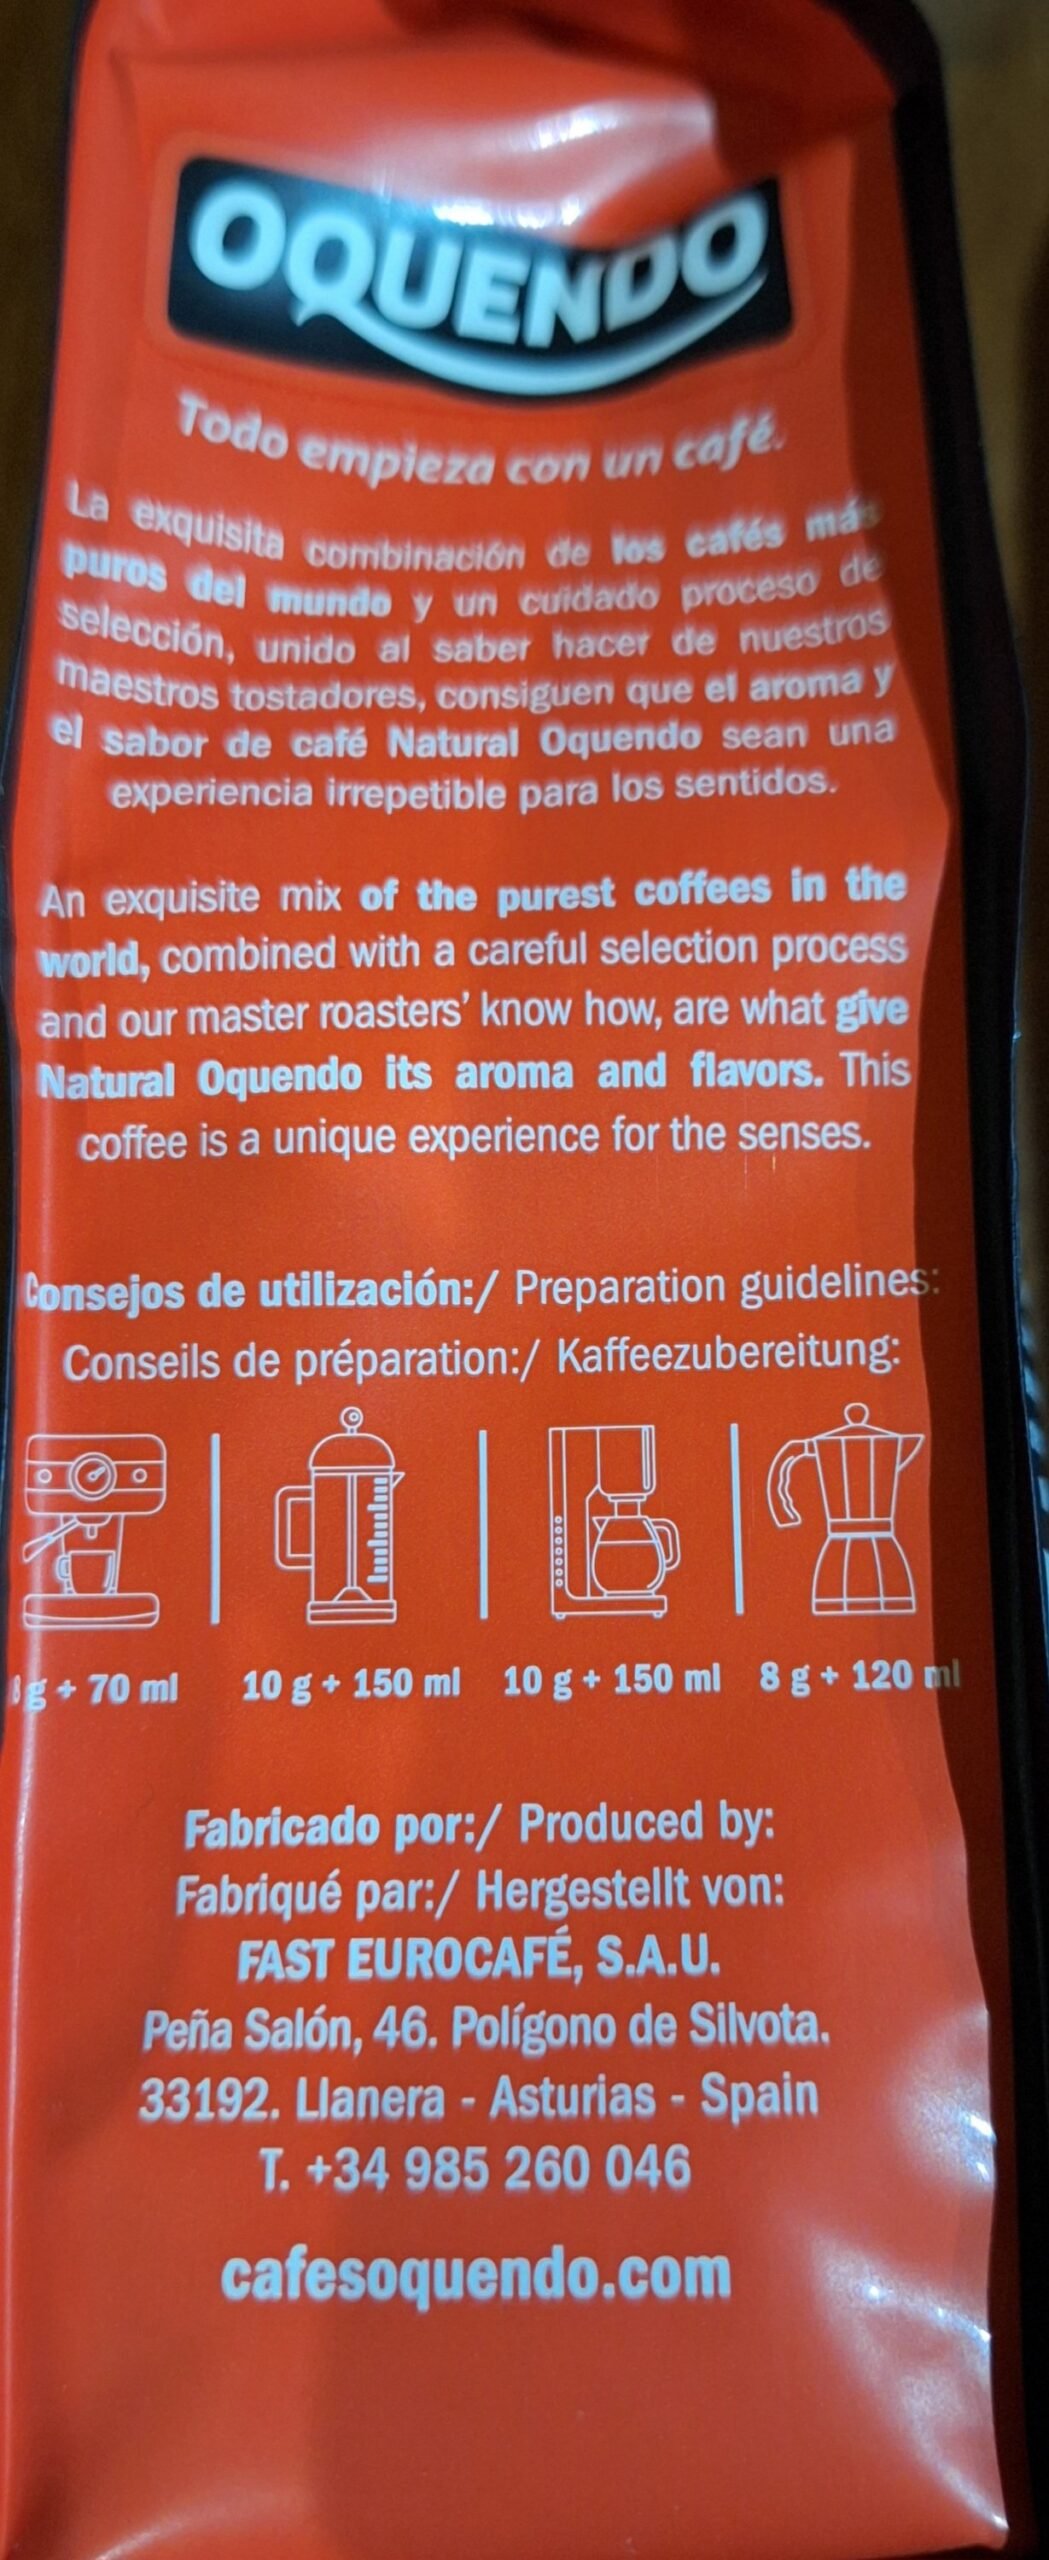 OQUENDO
Todo empieza con un café.
La exquisita combinación de los cafés más
puros del mundo y un cuidado proceso de
selección, unido al saber hacer de nuestros
maestros tostadores, consiguen que el aroma y
el sabor de café Natural Oquendo sean una
experiencia irrepetible para los sentidos.
An exquisite mix of the purest coffees in the
world, combined with a careful selection process
and our master roasters' know how, are what give
Natural Oquendo its aroma and flavors. This
coffee is a unique experience for the senses.
Consejos de utilización:/ Preparation guidelines:
Conseils de préparation:/ Kaffeezubereitung:
8 g + 70 ml 10 g + 150 ml 10 g + 150 ml 8 g + 120 ml
Fabricado por:/ Produced by:
Fabriqué par:/ Hergestellt von:
FAST EUROCAFÉ, S.A.U.
Peña Salón, 46. Polígono de Silvota.
33192. Llanera - Asturias - Spain
T. +34 985 260 046
cafesoquendo.com